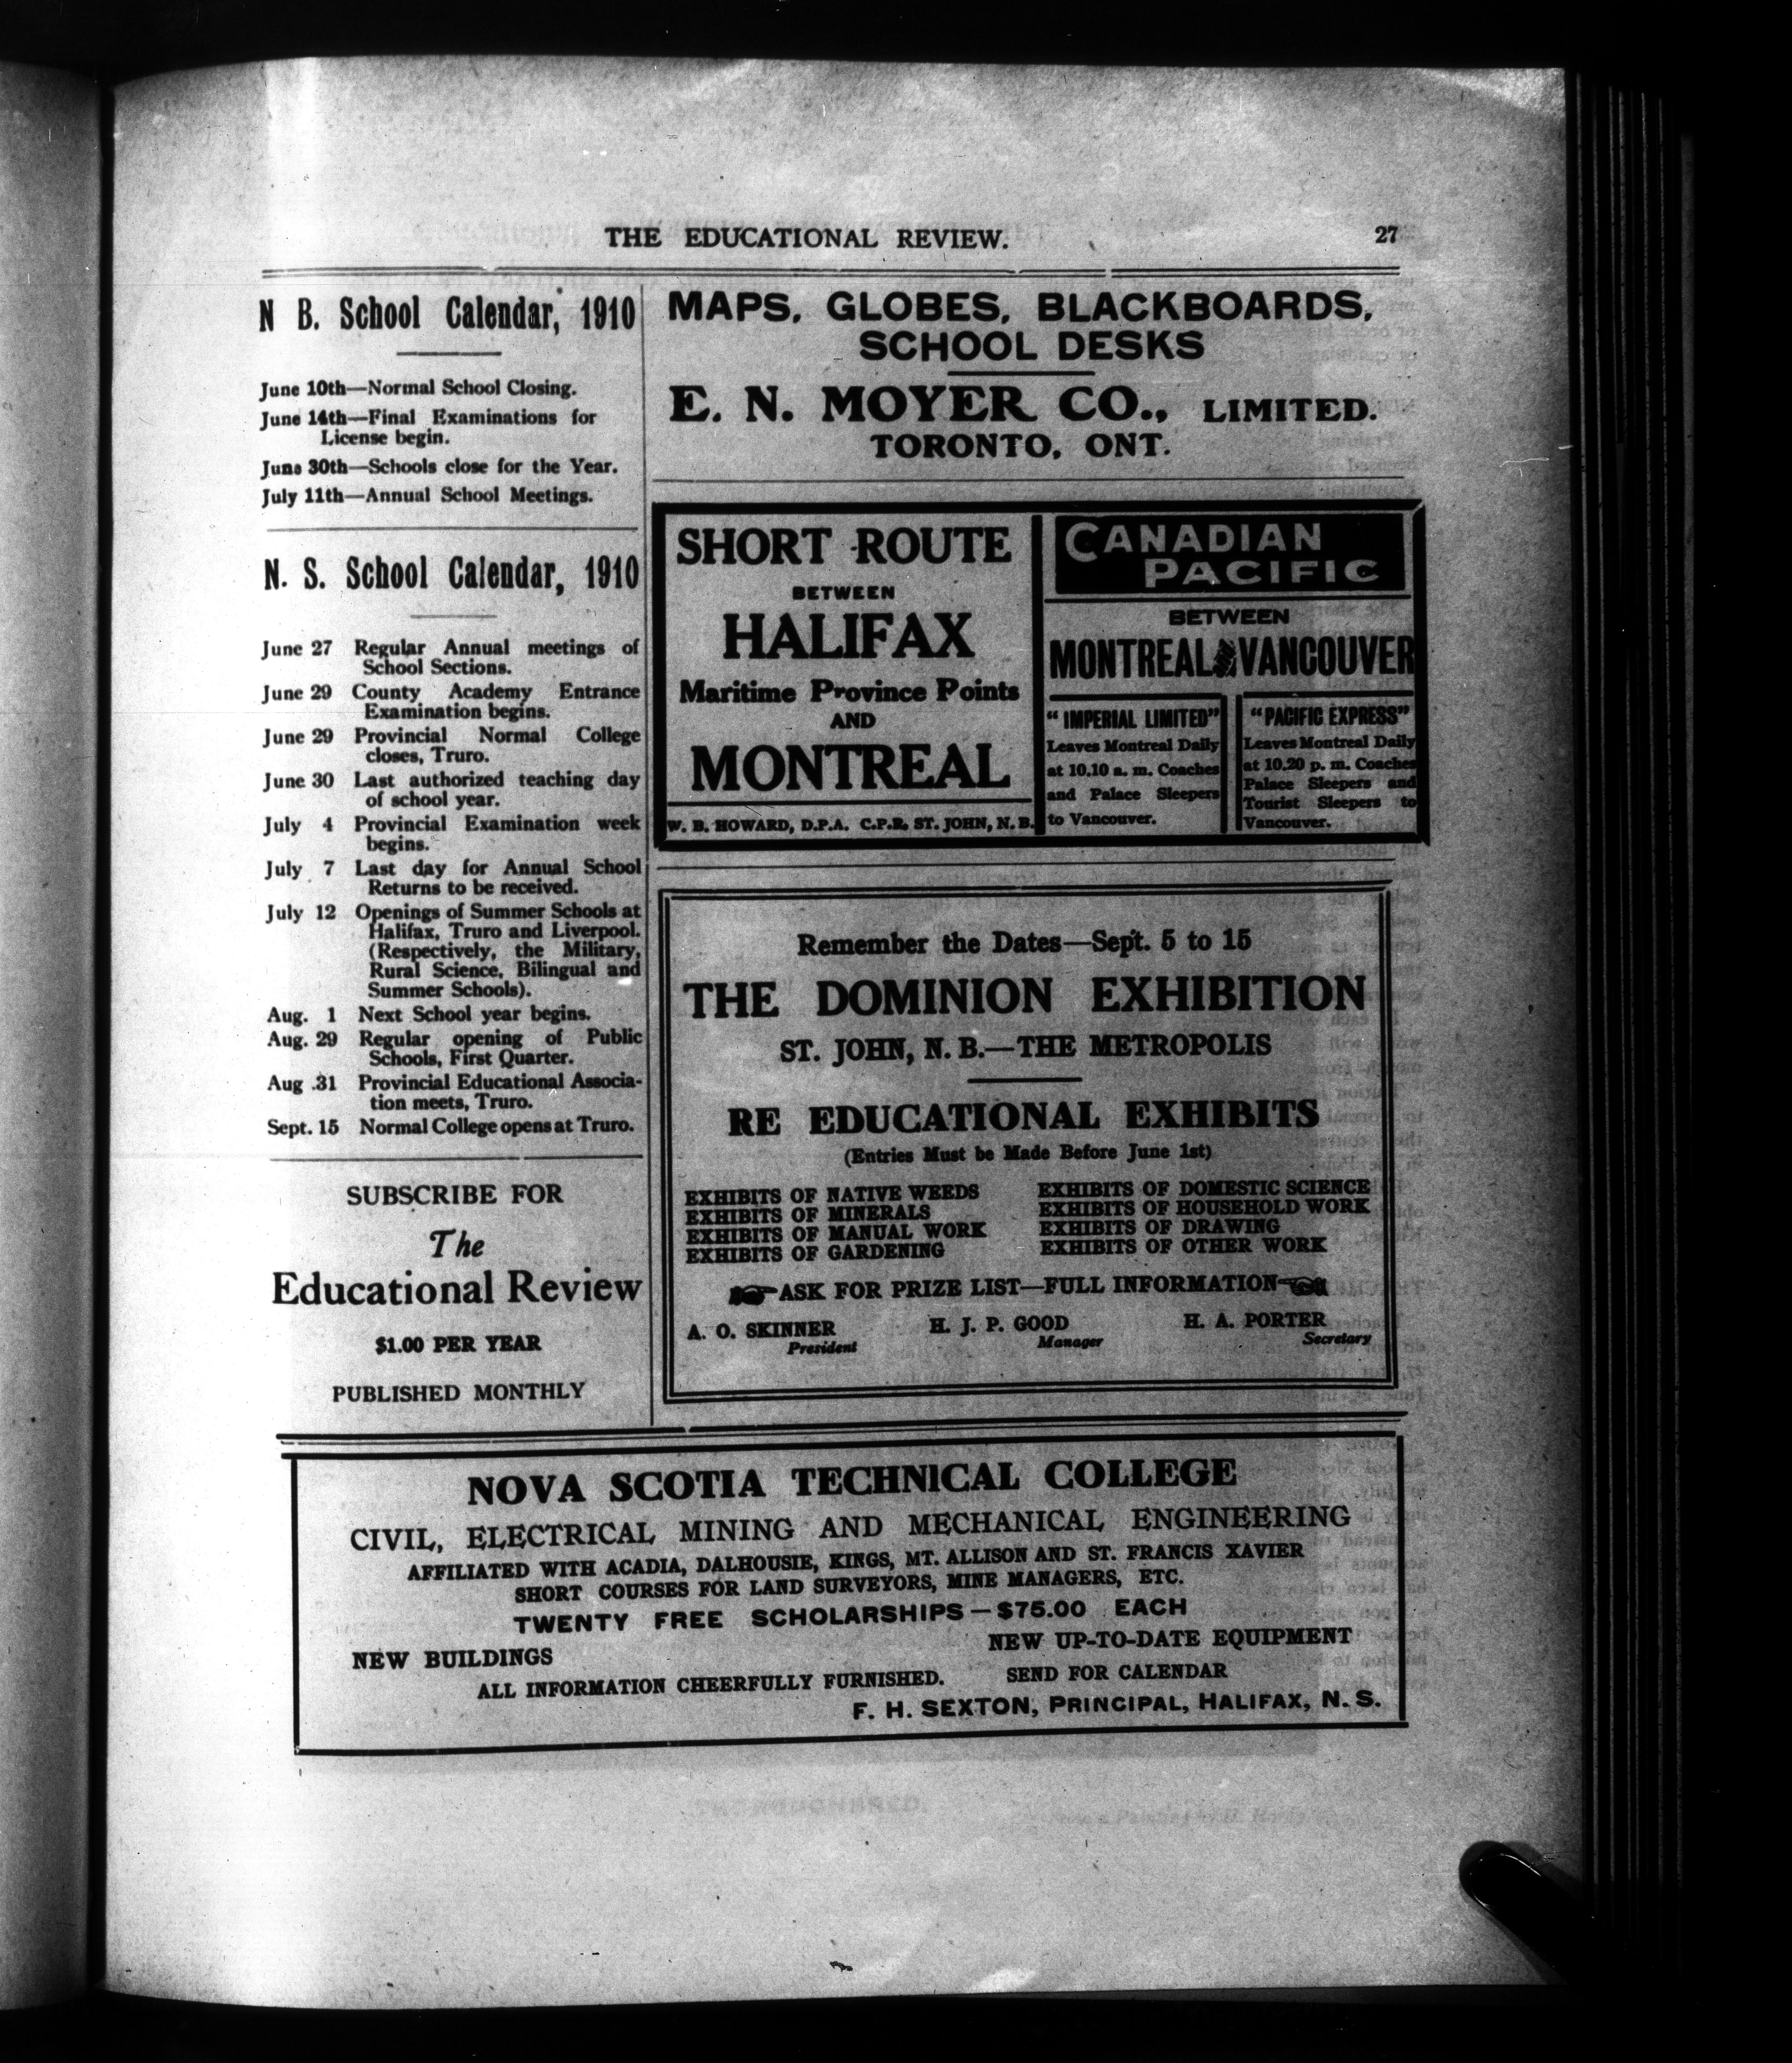 THE EDUCATIONAL REVIEW.
27
N B. School Calendar, 1910
June 10th—Normal School Closing.
June 14th—Final Examinations for
License begin.
June 30th—Schools close for the Year.
July 11th—Annual School Meetings.
N. S. School Calendar, 1910
June 27 Regular Annual meetings of
School Sections.
June 29 County Academy Entrance
Examination begins.
June 29 Provincial Normal College
closes, Truro.
June 30 Last authorized teaching day
of school year.
July 4 Provincial Examination week
begins.
July 7 Last day for Annual School
Returns to be received.
July 12 Openings of Summer Schools at
Halifax, Truro and Liverpool.
(Respectively, the Military,
Rural Science, Bilingual and
Summer Schools).
Aug. 1 Next School year begins.
Aug. 29 Regular opening of Public
Schools, First Quarter.
Aug .31 Provincial Educational Associa-
tion meets, Truro.
Sept. 15 Normal College opens at Truro.
SUBSCRIBE FOR
The
Educational Review
$1.00 PER YEAR
PUBLISHED MONTHLY
MAPS, GLOBES, BLACKBOARDS,
SCHOOL DESKS
E. N. MOYER CO., LIMITED.
TORONTO, ONT.
SHORT ROUTE
BETWEEN
HALIFAX
Maritime Province Points
AND
MONTREAL
W. B. HOWARD, D.P.A. C.P.R. ST. JOHN, N. B.
CANADIAN
PACIFIC
BETWEEN
MONTREAL AND VANCOUVER
"IMPERIAL LIMITED"
Leaves Montreal Daily
at 10.10 a. m. Coaches
and Palace Sleepers
to Vancouver.
"PACIFIC EXPRESS"
Leaves Montreal Daily
at 10.20 p. m. Coaches
Palace Sleepers and
Tourist Sleepers to
Vancouver.
Remember the Dates—Sept. 5 to 15
THE DOMINION EXHIBITION
ST. JOHN, N. B.—THE METROPOLIS
RE EDUCATIONAL EXHIBITS
(Entries Must be Made Before June 1st)
EXHIBITS OF NATIVE WEEDS
EXHIBITS OF MINERALS
EXHIBITS OF MANUAL WORK
EXHIBITS OF GARDENING
EXHIBITS OF DOMESTIC SCIENCE
EXHIBITS OF HOUSEHOLD WORK
EXHIBITS OF DRAWING
EXHIBITS OF OTHER WORK
ASK FOR PRIZE LIST—FULL INFORMATION
A. O. SKINNER
President
H. J. P. GOOD
Manager
H. A. PORTER
Secretary
NOVA SCOTIA TECHNICAL COLLEGE
CIVIL, ELECTRICAL MINING AND MECHANICAL ENGINEERING
AFFILIATED WITH ACADIA, DALHOUSIE, KINGS, MT. ALLISON AND ST. FRANCIS XAVIER
SHORT COURSES FOR LAND SURVEYORS, MINE MANAGERS, ETC.
TWENTY FREE SCHOLARSHIPS—$75.00 EACH
NEW BUILDINGS NEW UP-TO-DATE EQUIPMENT
ALL INFORMATION CHEERFULLY FURNISHED. SEND FOR CALENDAR
F. H. SEXTON, PRINCIPAL, HALIFAX, N. S.